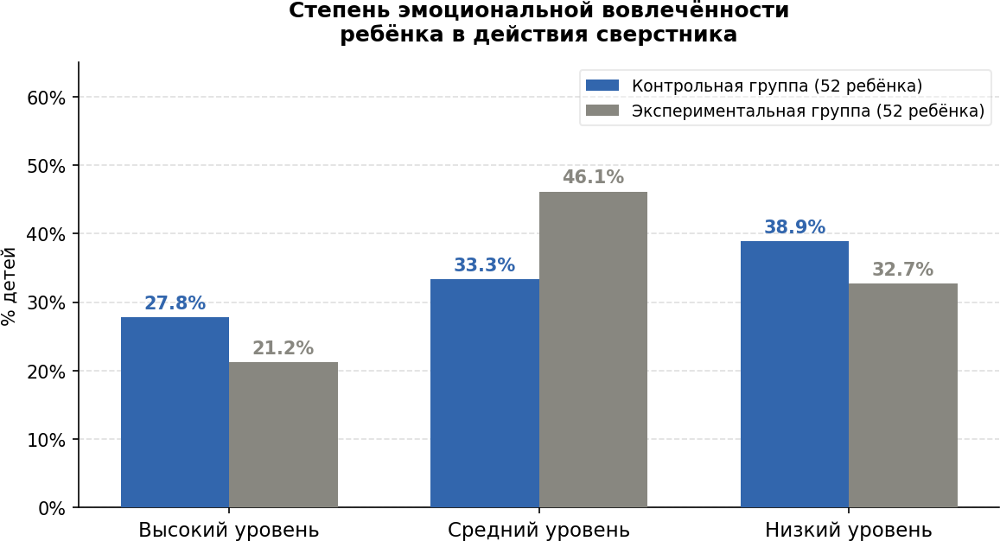 Степень эмоциональной вовлечённости
ребёнка в действия сверстника
Контрольная группа (52 ребёнка)
Экспериментальная группа (52 ребёнка)
% детей
60%
50%
40%
30%
20%
10%
0%
27.8%
21.2%
33.3%
46.1%
38.9%
32.7%
Высокий уровень
Средний уровень
Низкий уровень